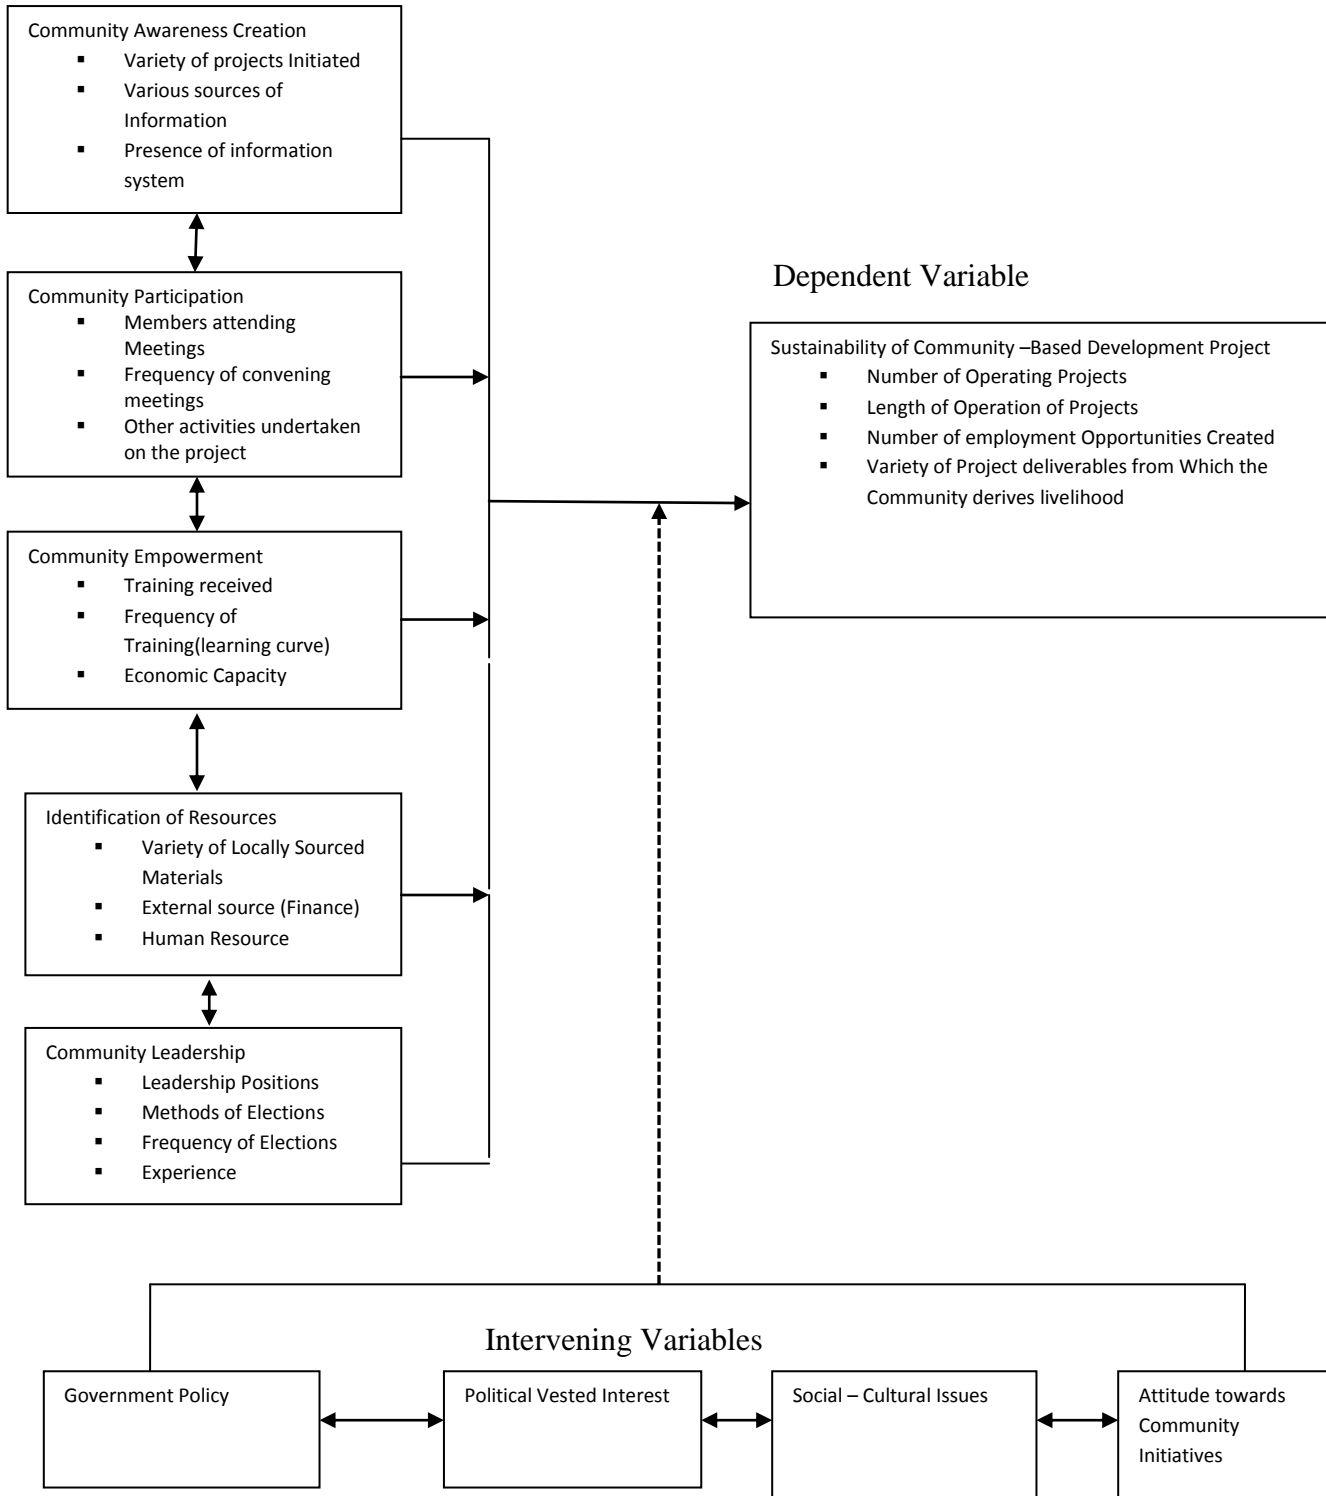 Community Awareness Creation
▪ Variety of projects Initiated
▪ Various sources of
Information
▪ Presence of information
system
Community Participation
▪ Members attending
Meetings
▪ Frequency of convening
meetings
▪ Other activities undertaken
on the project
Community Empowerment
▪ Training received
▪ Frequency of
Training(learning curve)
▪ Economic Capacity
Identification of Resources
▪ Variety of Locally Sourced
Materials
▪ External source (Finance)
▪ Human Resource
Community Leadership
▪ Leadership Positions
▪ Methods of Elections
▪ Frequency of Elections
▪ Experience
Dependent Variable
Sustainability of Community –Based Development Project
▪ Number of Operating Projects
▪ Length of Operation of Projects
▪ Number of employment Opportunities Created
▪ Variety of Project deliverables from Which the
Community derives livelihood
Intervening Variables
Government Policy
Political Vested Interest
Social – Cultural Issues
Attitude towards
Community
Initiatives